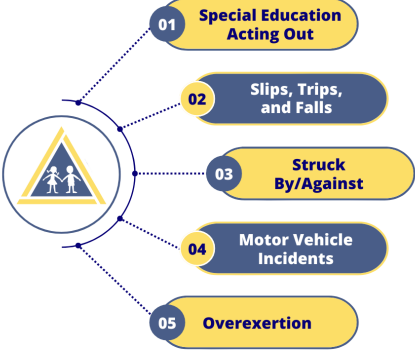 01
Special Education
Acting Out
02
Slips, Trips,
and Falls
03
Struck
By/Against
04
Motor Vehicle
Incidents
05
Overexertion